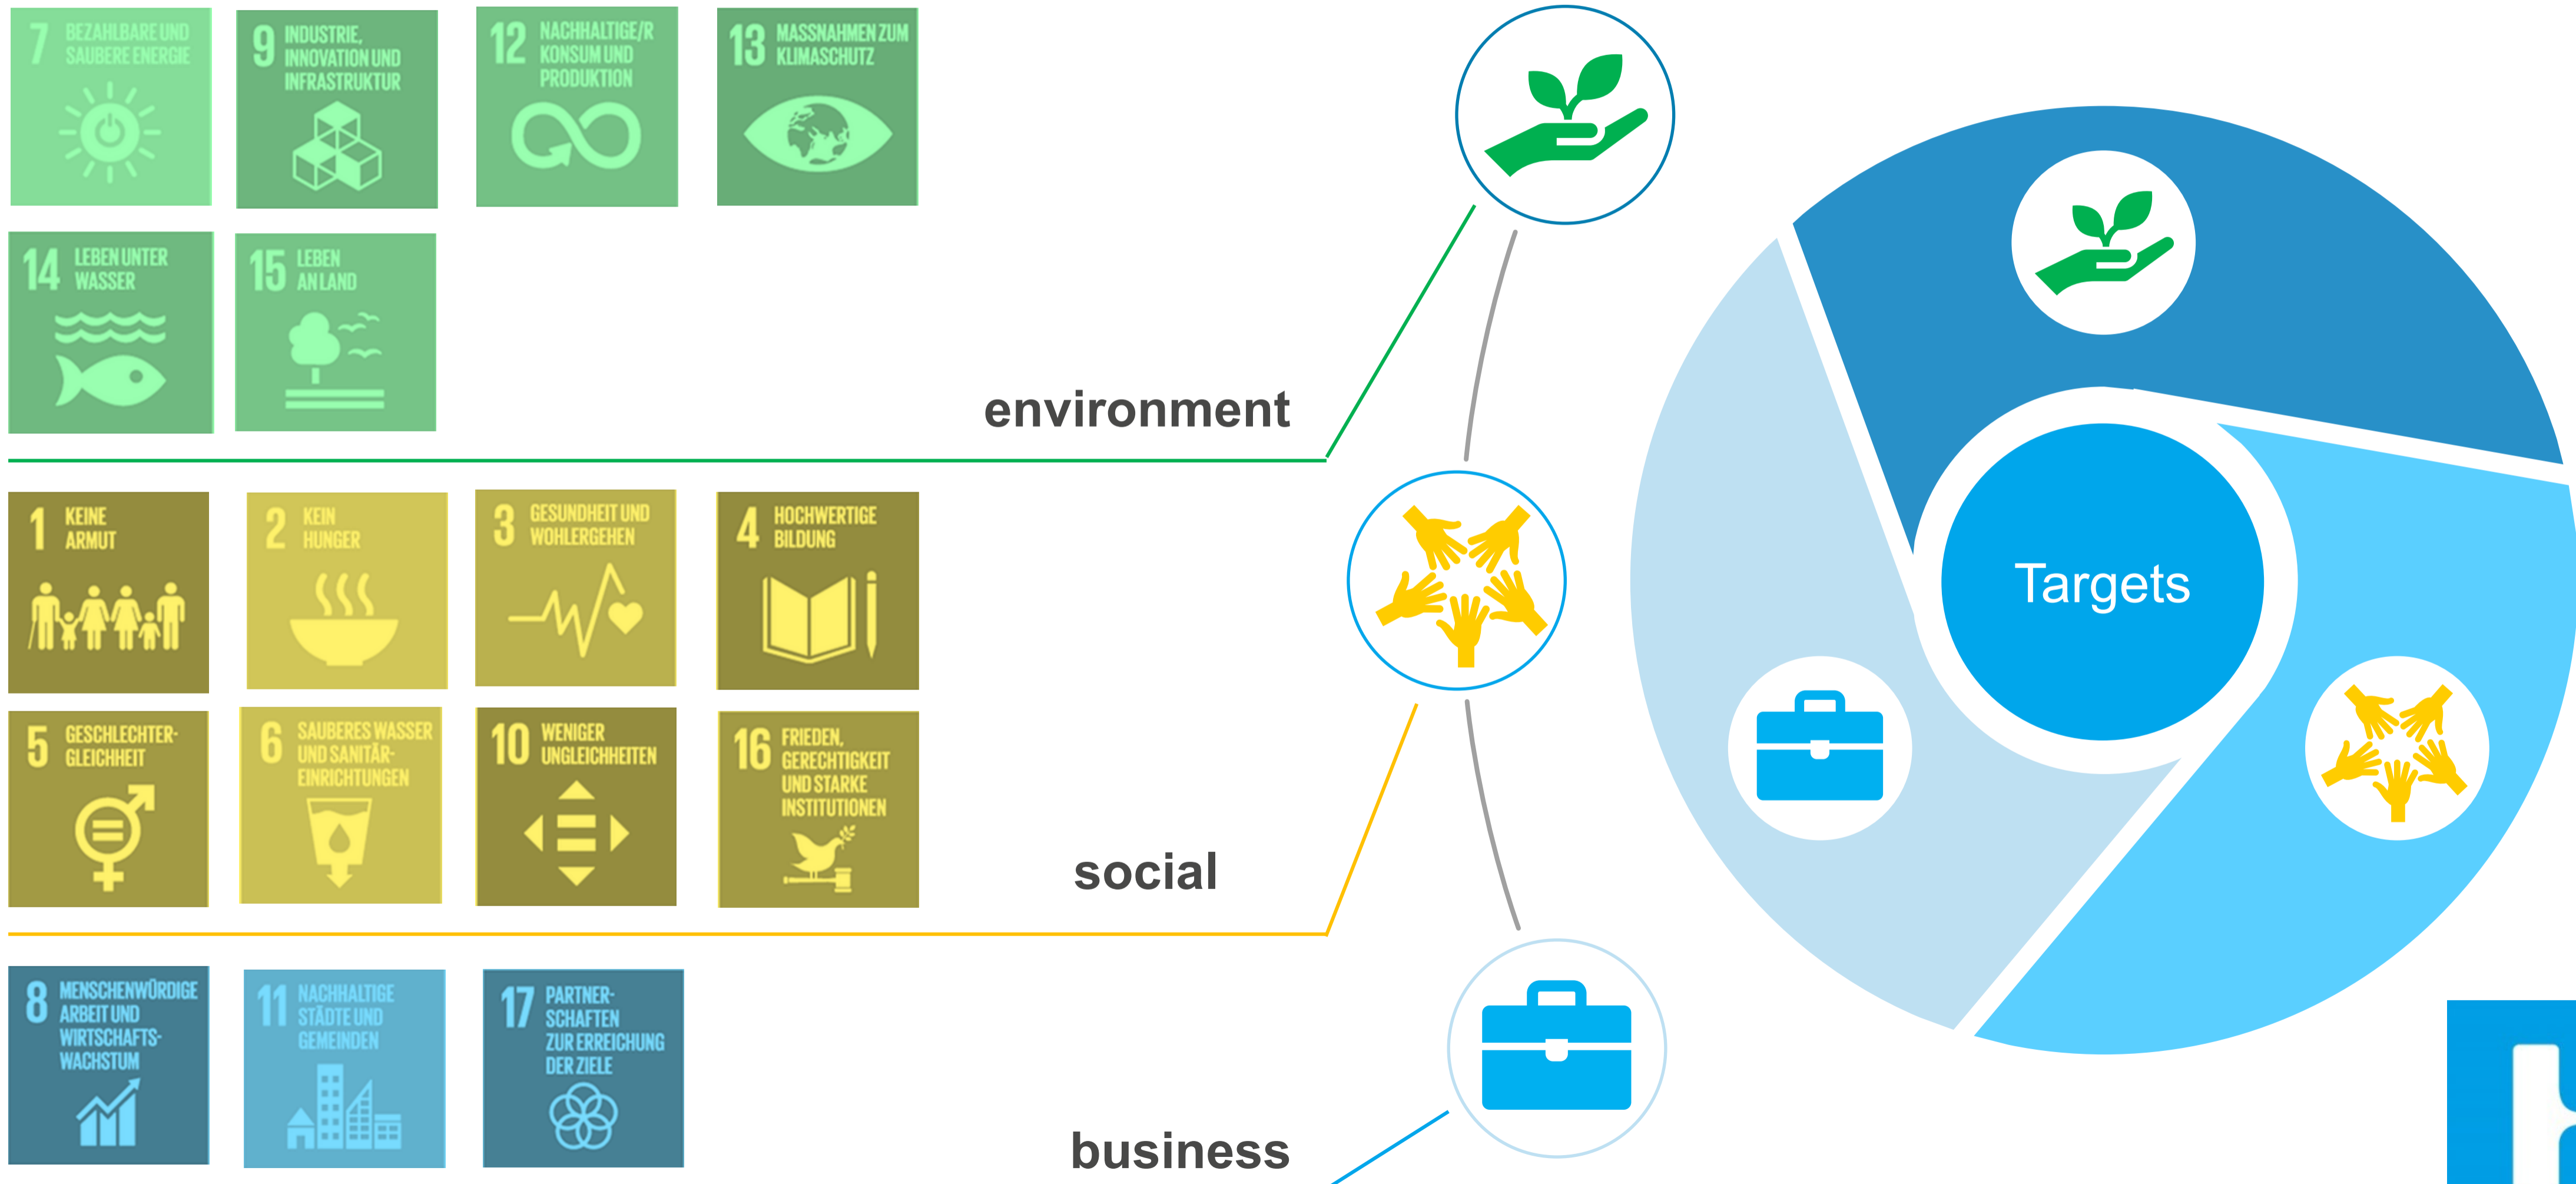 7 BEZAHLBARE UND
SAUBERE ENERGIE
9 INDUSTRIE,
INNOVATION UND
INFRASTRUKTUR
12 NACHHALTIGE/R
KONSUM UND
PRODUKTION
13 MASSNAHMEN ZUM
KLIMASCHUTZ
14 LEBEN UNTER
WASSER
15 LEBEN
AN LAND
environment
1 KEINE
ARMUT
2 KEIN
HUNGER
3 GESUNDHEIT UND
WOHLERGEHEN
4 HOCHWERTIGE
BILDUNG
5 GESCHLECHTER-
GLEICHHEIT
6 SAUBERES WASSER
UND SANITÄR-
EINRICHTUNGEN
10 WENIGER
UNGLEICHHEITEN
16 FRIEDEN,
GERECHTIGKEIT
UND STARKE
INSTITUTIONEN
social
8 MENSCHENWÜRDIGE
ARBEIT UND
WIRTSCHAFTS-
WACHSTUM
11 NACHHALTIGE
STÄDTE UND
GEMEINDEN
17 PARTNER-
SCHAFTEN
ZUR ERREICHUNG
DER ZIELE
business
Targets